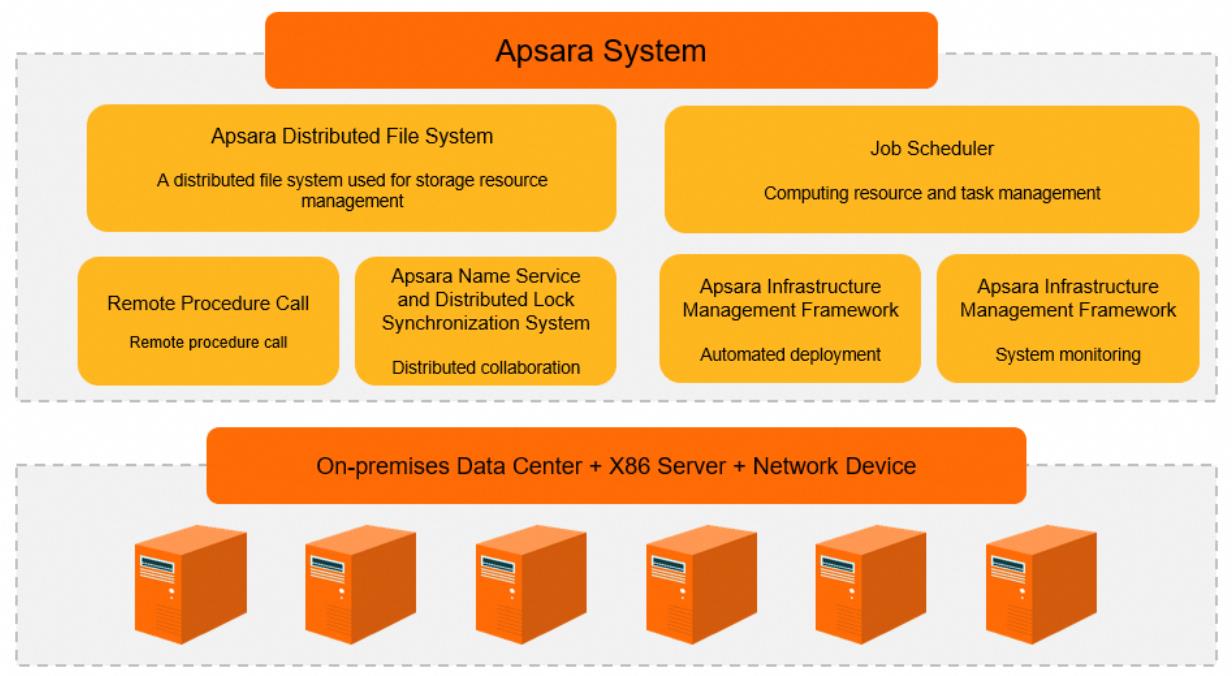 Apsara System
Apsara Distributed File System
A distributed file system used for storage resource
management
Job Scheduler
Computing resource and task management
Remote Procedure Call
Remote procedure call
Apsara Name Service
and Distributed Lock
Synchronization System
Distributed collaboration
Apsara Infrastructure
Management Framework
Automated deployment
Apsara Infrastructure
Management Framework
System monitoring
On-premises Data Center + X86 Server + Network Device